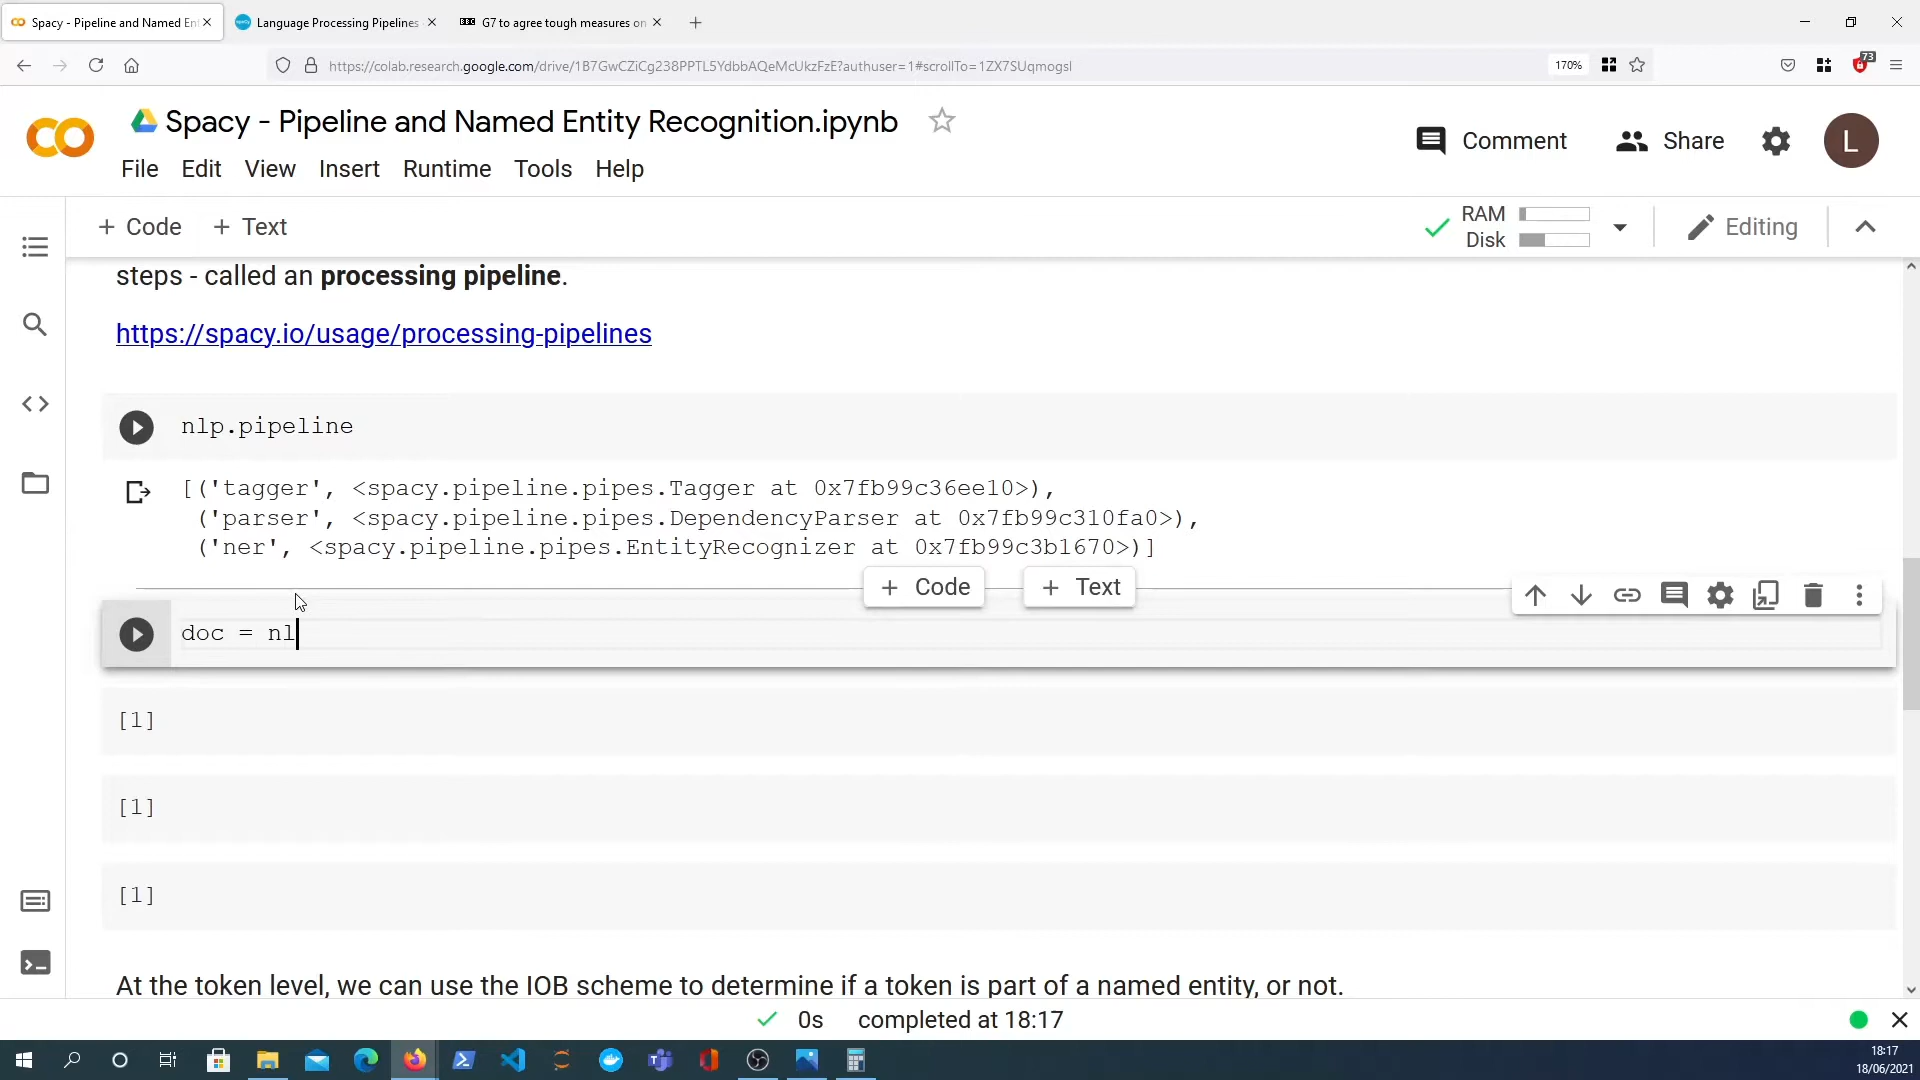 Spacy - Pipeline and Named Ent
Language Processing Pipelines
BBC G7 to agree tough measures on
https://colab.research.google.com/drive/1B7GwCZiCg238PPTL5YdbbAQeMcUkzFzE?authuser=1#scrollTo=1ZX7SUqmogsl
170%
73
Spacy - Pipeline and Named Entity Recognition.ipynb
Comment
Share
L
File Edit View Insert Runtime Tools Help
+ Code + Text
RAM
Disk
Editing
steps - called an processing pipeline.
https://spacy.io/usage/processing-pipelines
nlp.pipeline
[('tagger', <spacy.pipeline.pipes.Tagger at 0x7fb99c36ee10>),
('parser', <spacy.pipeline.pipes.DependencyParser at 0x7fb99c310fa0>),
('ner', <spacy.pipeline.pipes.EntityRecognizer at 0x7fb99c3b1670>)]
+ Code + Text
doc = nl
[1]
[1]
[1]
At the token level, we can use the IOB scheme to determine if a token is part of a named entity, or not.
0s completed at 18:17
18:17
18/06/2021